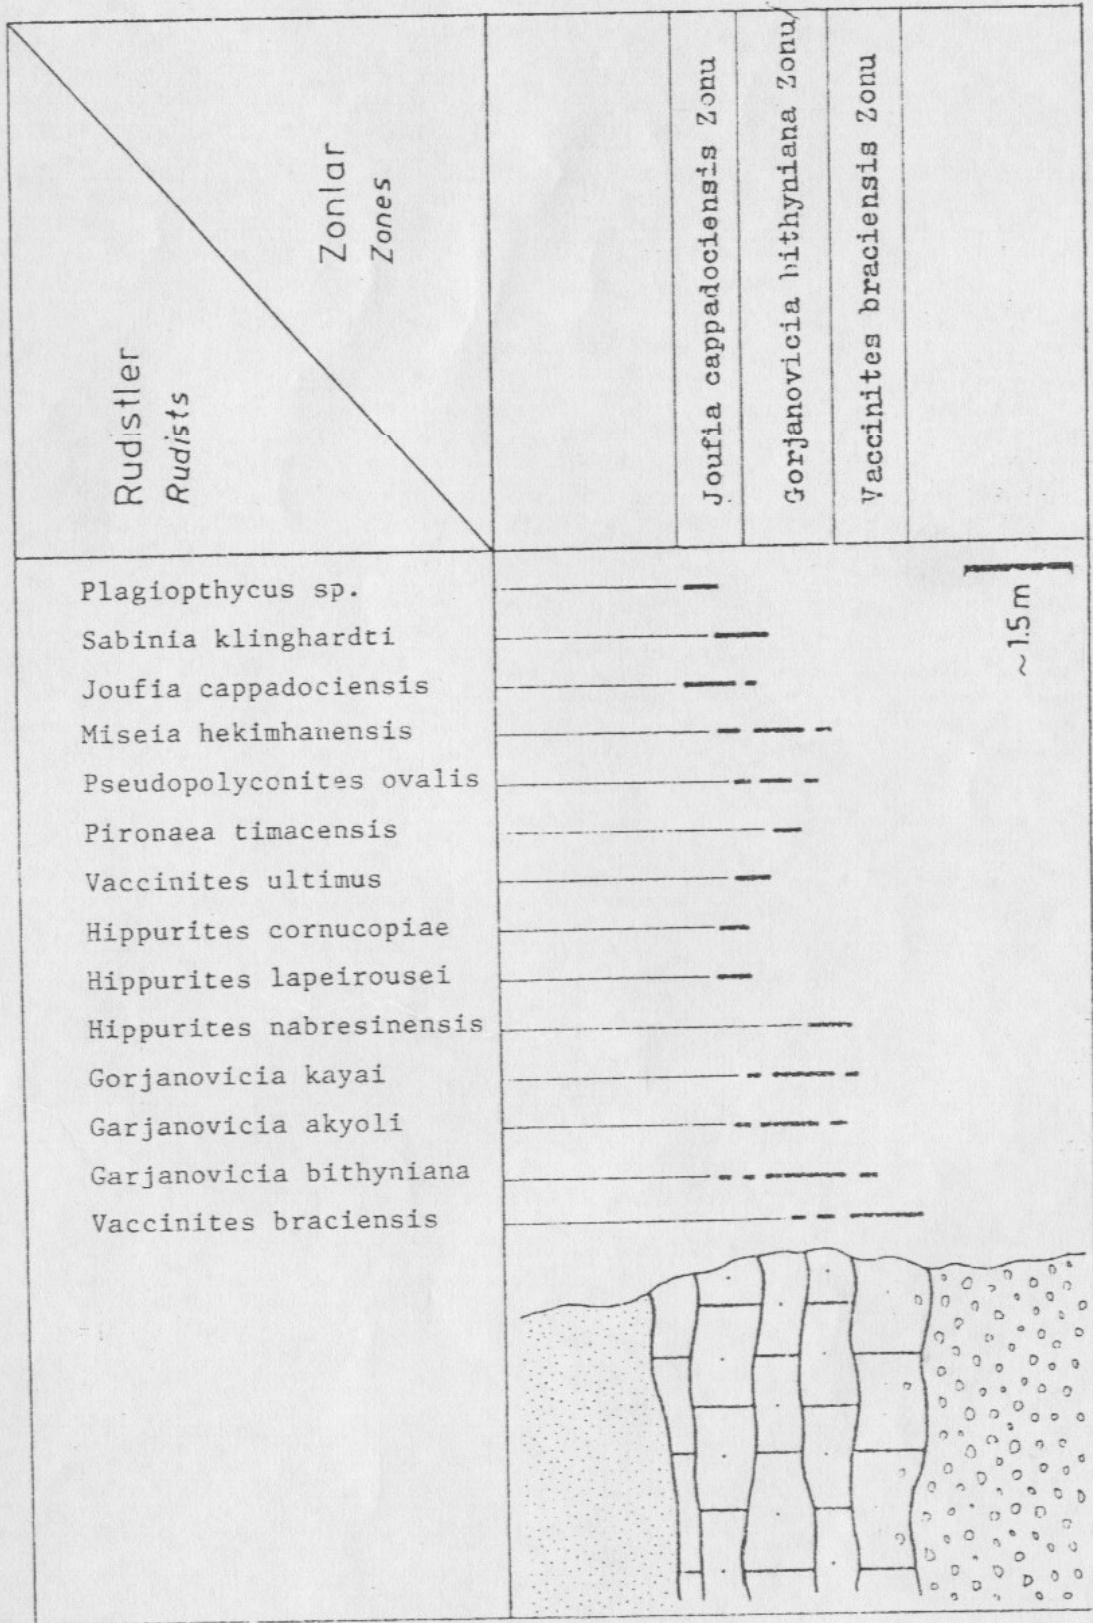 Rudistler
Rudists
Zonlar
Zones
Joufia cappadociensis Zonu
Gorjanovicia bithyniana Zonu
Vaccinites braciensis Zonu
Plagiopthycus sp.
Sabinia klinghardti
Joufia cappadociensis
Miseia hekimhanensis
Pseudopolyconites ovalis
Pironaea timacensis
Vaccinites ultimus
Hippurites cornucopiae
Hippurites lapeirousei
Hippurites nabresinensis
Gorjanovicia kayai
Garjanovicia akyoli
Garjanovicia bithyniana
Vaccinites braciensis
~1.5 m